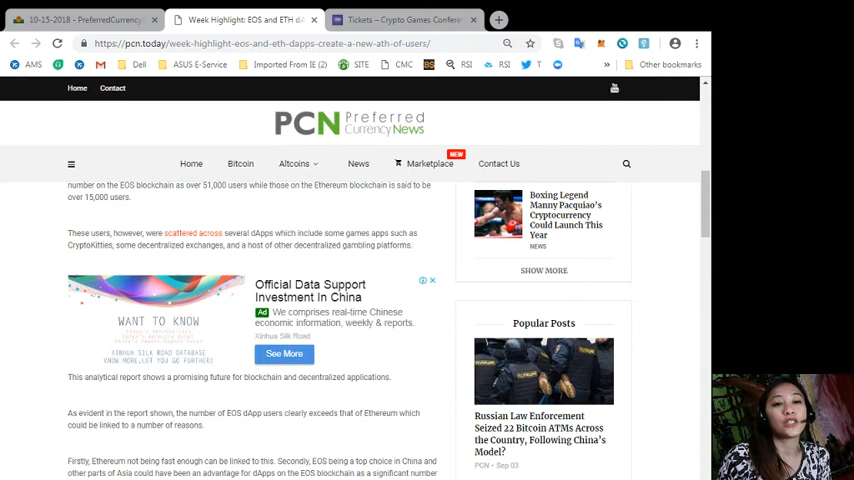 10-15-2018 - PreferredCurrency
Week Highlight: EOS and ETH dA
Tickets – Crypto Games Confere
https://pcn.today/week-highlight-eos-and-eth-dapps-create-a-new-ath-of-users/
AMS
Dell
ASUS E-Service
Imported From IE (2)
SITE
CMC
BS
RSI
RSI
T
»
Other bookmarks
Home
Contact
PCN Preferred
Currency News
Home
Bitcoin
Altcoins
News
NEW
Marketplace
Contact Us
number on the EOS blockchain as over 51,000 users while those on the Ethereum blockchain is said to be
over 15,000 users.
These users, however, were scattered across several dApps which include some games apps such as
CryptoKitties, some decentralized exchanges, and a host of other decentralized gambling platforms.
WANT TO KNOW
XINHUA SILK ROAD DATABASE
KNOW MORE,LET YOU GO FURTHER!
Official Data Support
Investment In China
Ad We comprises real-time Chinese
economic information, weekly & reports.
Xinhua Silk Road
See More
This analytical report shows a promising future for blockchain and decentralized applications.
As evident in the report shown, the number of EOS dApp users clearly exceeds that of Ethereum which
could be linked to a number of reasons.
Firstly, Ethereum not being fast enough can be linked to this. Secondly, EOS being a top choice in China and
other parts of Asia could have been an advantage for dApps on the EOS blockchain as a significant number
Boxing Legend
Manny Pacquiao's
Cryptocurrency
Could Launch This
Year
NEWS
SHOW MORE
Popular Posts
Russian Law Enforcement
Seized 22 Bitcoin ATMs Across
the Country, Following China's
Model?
PCN - Sep 03